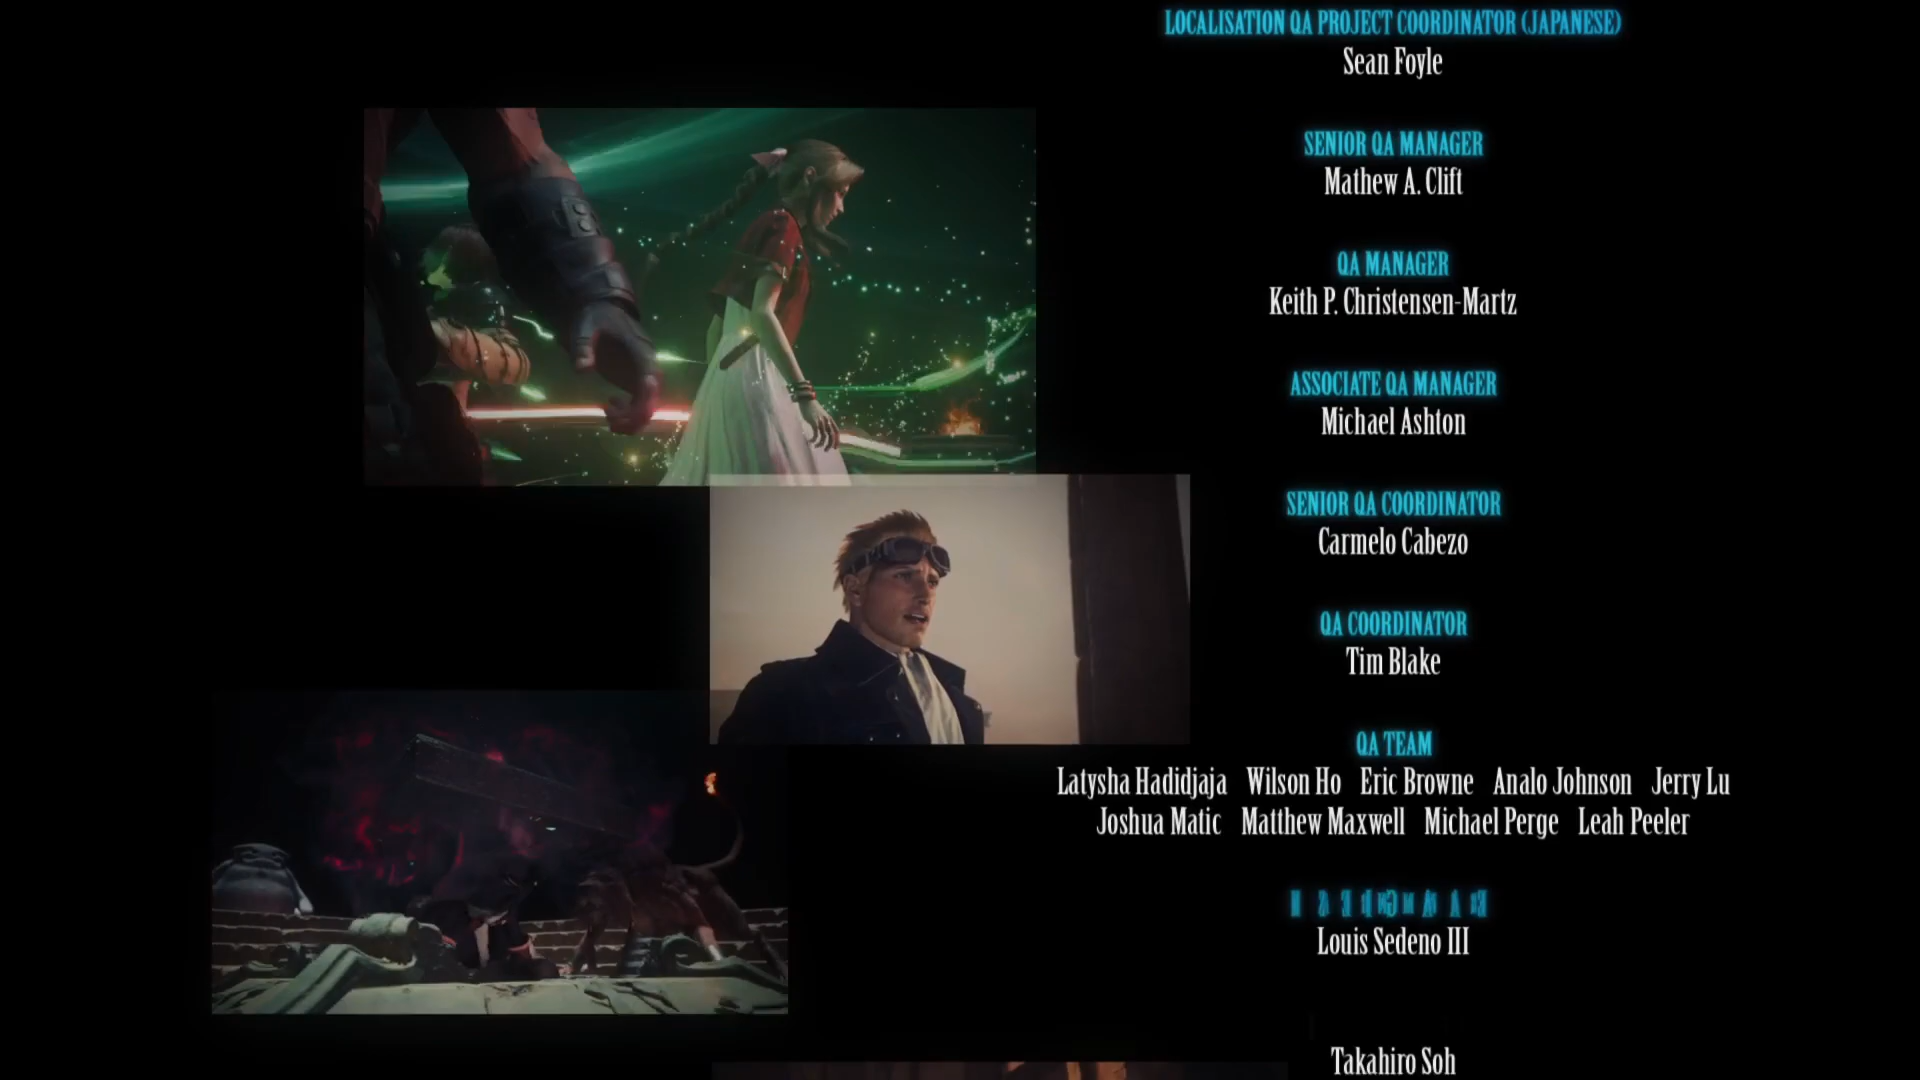 LOCALISATION QA PROJECT COORDINATOR (JAPANESE)
Sean Foyle
SENIOR QA MANAGER
Mathew A. Clift
QA MANAGER
Keith P. Christensen-Martz
ASSOCIATE QA MANAGER
Michael Ashton
SENIOR QA COORDINATOR
Carmelo Cabezo
QA COORDINATOR
Tim Blake
QA TEAM
Latysha Hadidjaja Wilson Ho Eric Browne Analo Johnson Jerry Lu
Joshua Matic Matthew Maxwell Michael Perge Leah Peeler
Louis Sedeno III
Takahiro Soh